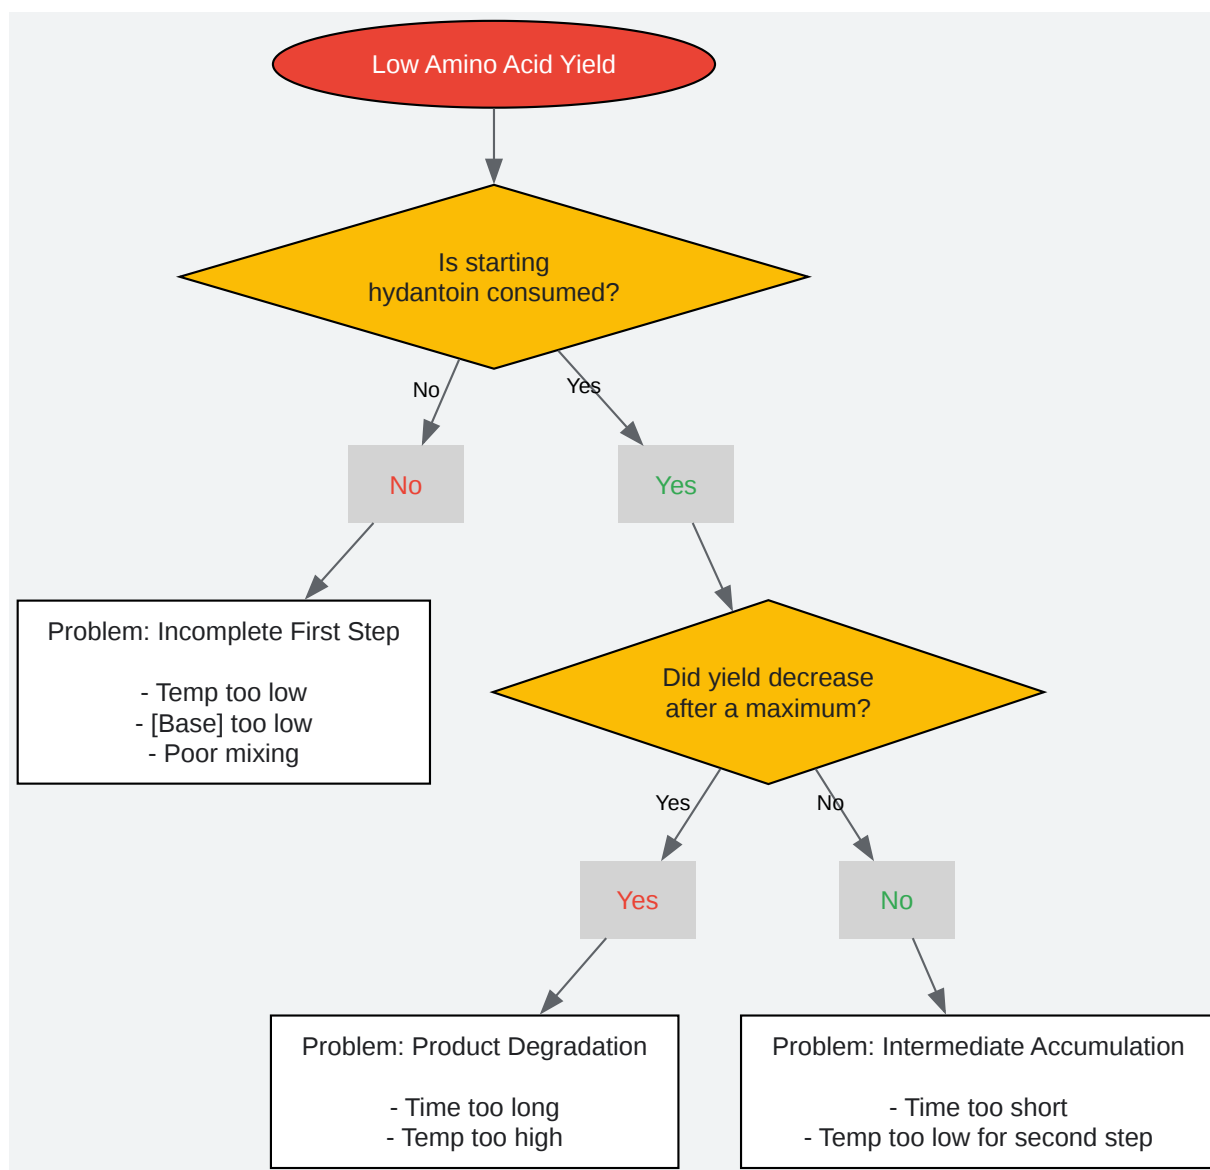 Low Amino Acid Yield
Is starting
hydantoin consumed?
No
Yes
No
Yes
Problem: Incomplete First Step
- Temp too low
- [Base] too low
- Poor mixing
Did yield decrease
after a maximum?
Yes
No
Yes
No
Problem: Product Degradation
- Time too long
- Temp too high
Problem: Intermediate Accumulation
- Time too short
- Temp too low for second step